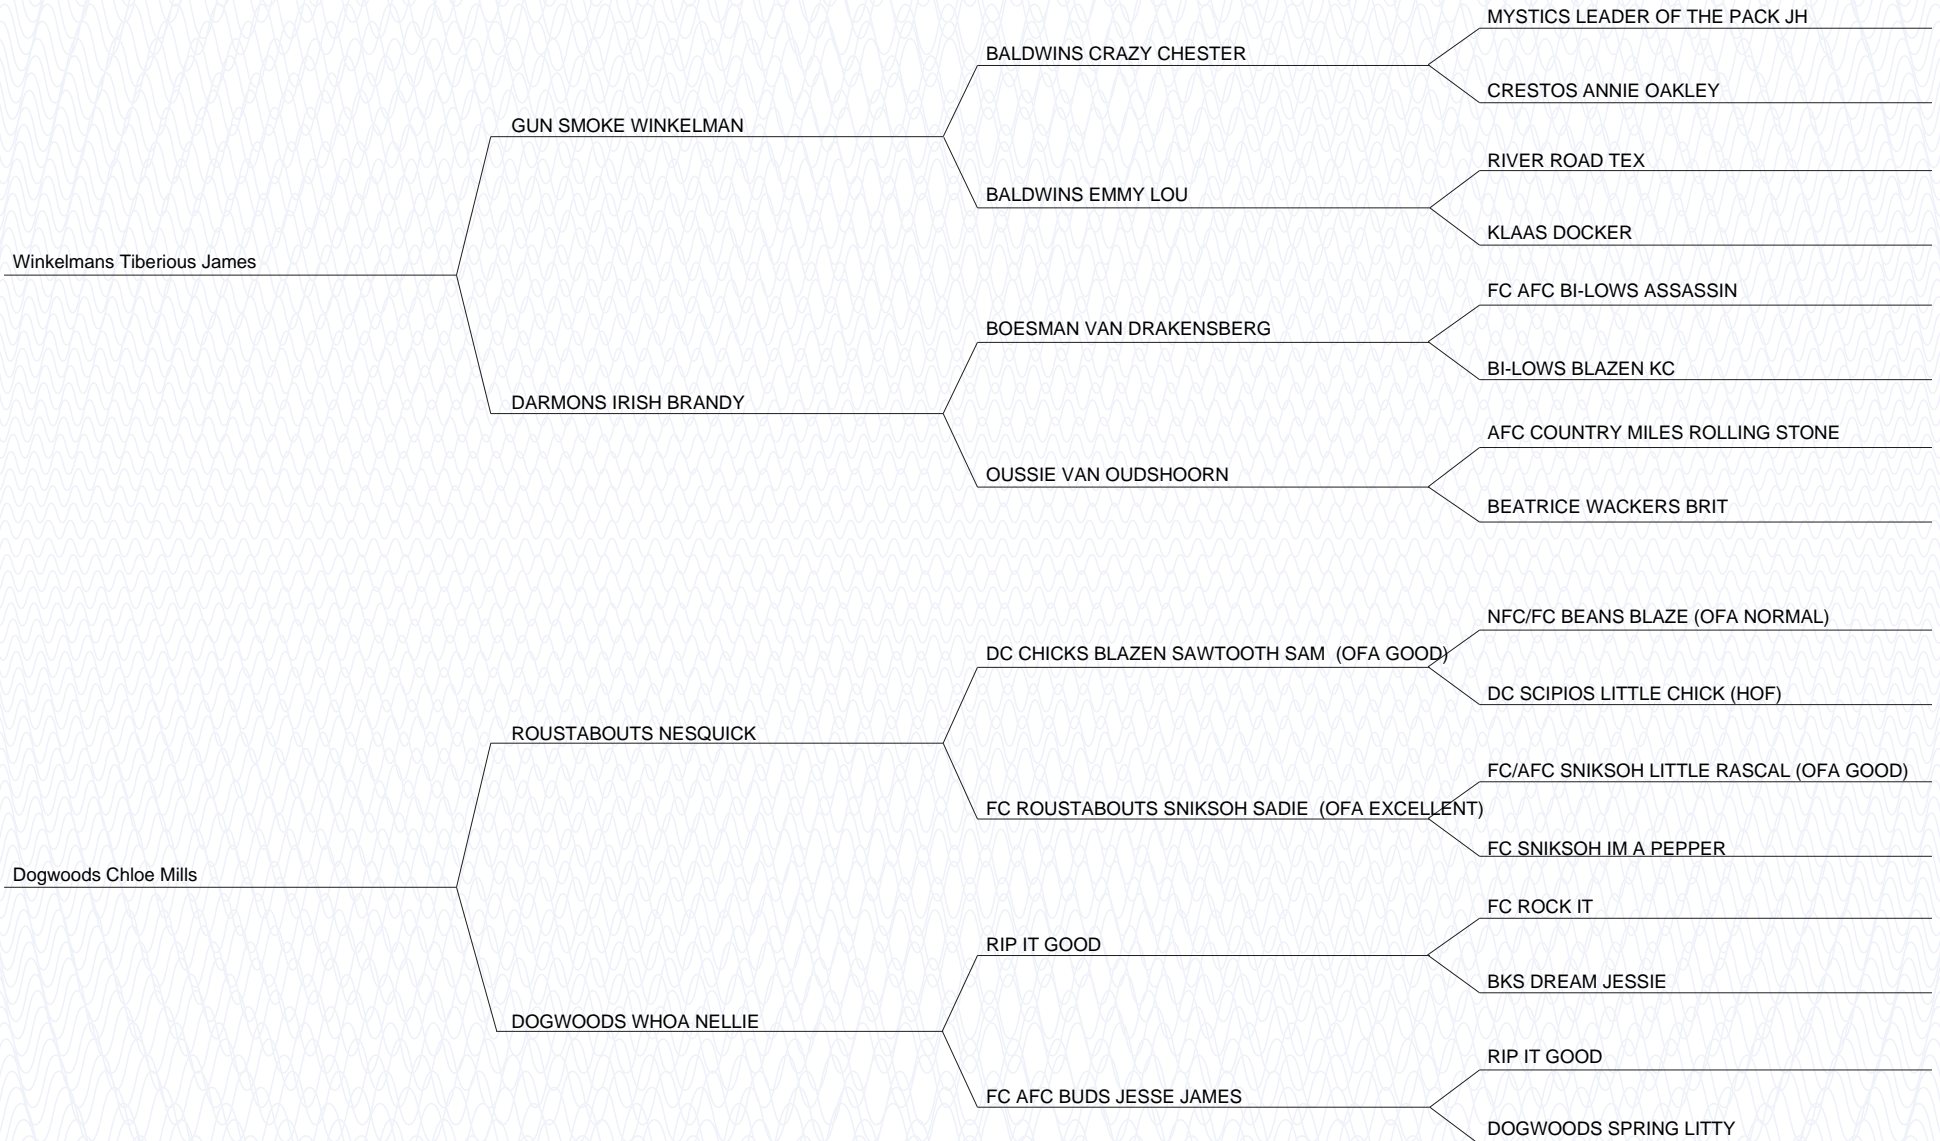 MYSTICS LEADER OF THE PACK JH
BALDWINS CRAZY CHESTER
CRESTOS ANNIE OAKLEY
GUN SMOKE WINKELMAN
RIVER ROAD TEX
BALDWINS EMMY LOU
KLAAS DOCKER
Winkelmans Tiberious James
FC AFC BI-LOWS ASSASSIN
BOESMAN VAN DRAKENSBERG
BI-LOWS BLAZEN KC
DARMONS IRISH BRANDY
AFC COUNTRY MILES ROLLING STONE
OUSSIE VAN OUDSHOORN
BEATRICE WACKERS BRIT
NFC/FC BEANS BLAZE (OFA NORMAL)
DC CHICKS BLAZEN SAWTOOTH SAM (OFA GOOD)
DC SCIPIOS LITTLE CHICK (HOF)
ROUSTABOUTS NESQUICK
FC/AFC SNIKSOH LITTLE RASCAL (OFA GOOD)
FC ROUSTABOUTS SNIKSOH SADIE (OFA EXCELLENT)
FC SNIKSOH IM A PEPPER
Dogwoods Chloe Mills
FC ROCK IT
RIP IT GOOD
BKS DREAM JESSIE
DOGWOODS WHOA NELLIE
RIP IT GOOD
FC AFC BUDS JESSE JAMES
DOGWOODS SPRING LITTY